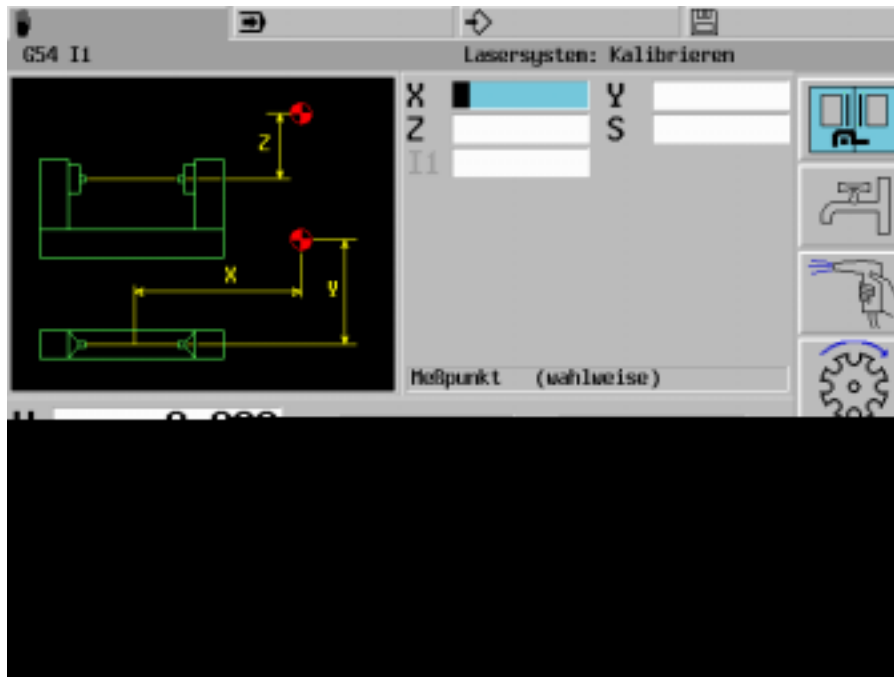 G54 I1 Lasersystem: Kalibrieren
X Y
Z S
I1
Z
X
Y
Meßpunkt (wahlweise)